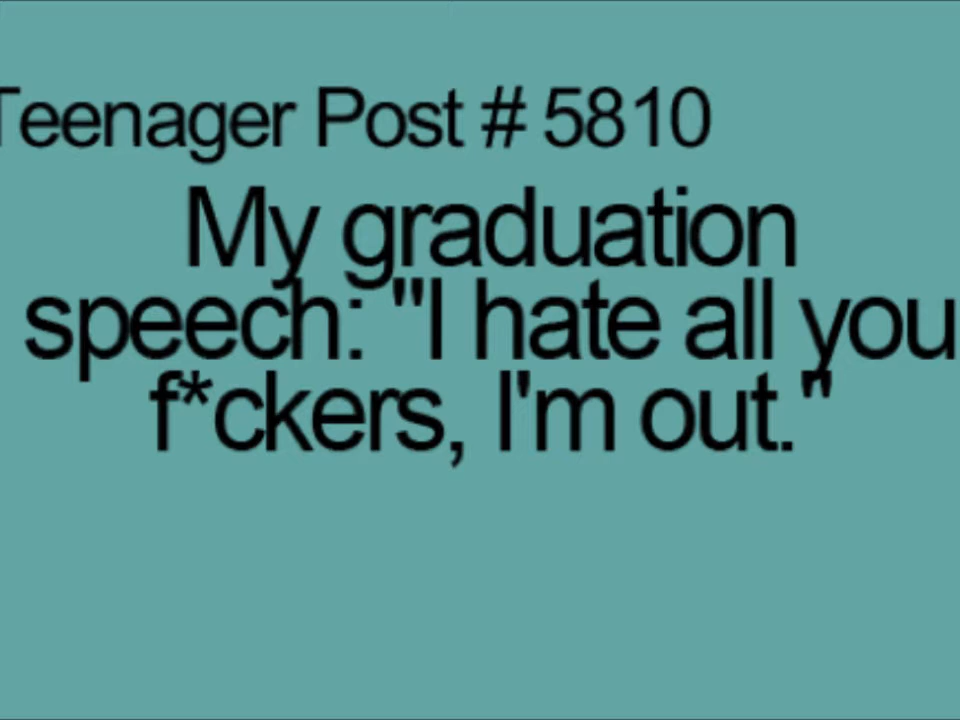 Teenager Post # 5810
My graduation
speech: "I hate all you
f*ckers, I'm out."